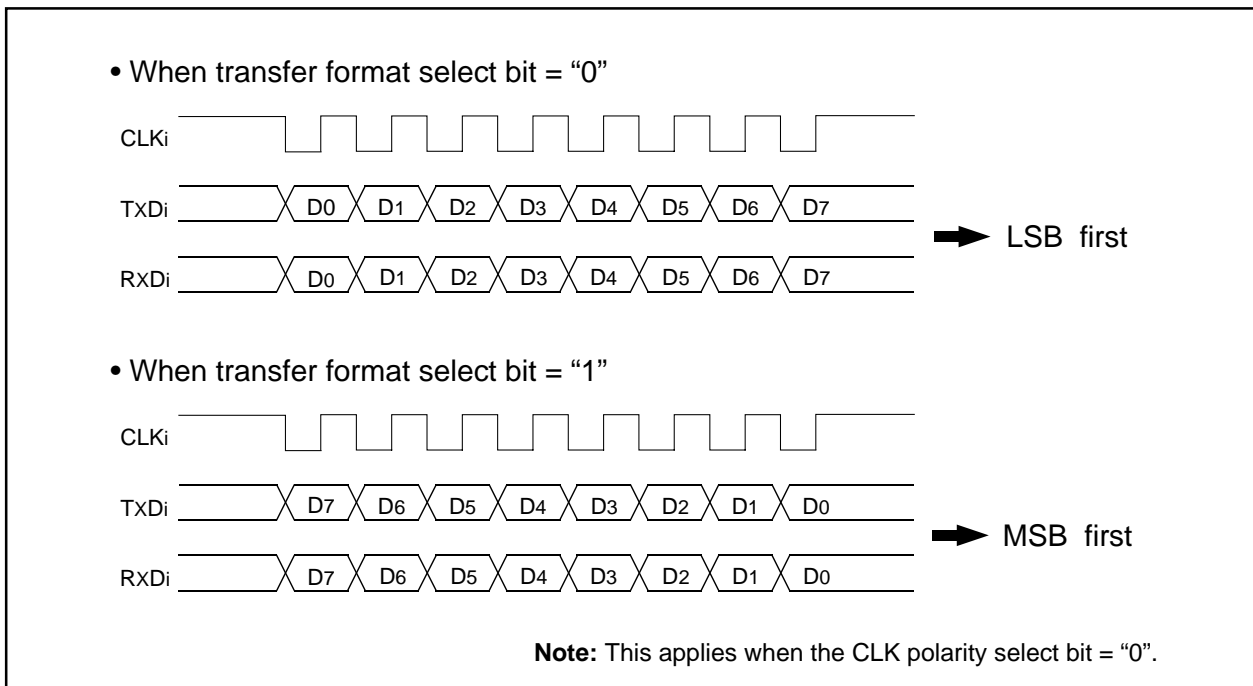 • When transfer format select bit = “0”
CLKi
TXDi D0 D1 D2 D3 D4 D5 D6 D7
LSB first
RXDi D0 D1 D2 D3 D4 D5 D6 D7
• When transfer format select bit = “1”
CLKi
TXDi D7 D6 D5 D4 D3 D2 D1 D0
MSB first
RXDi D7 D6 D5 D4 D3 D2 D1 D0
Note: This applies when the CLK polarity select bit = “0”.